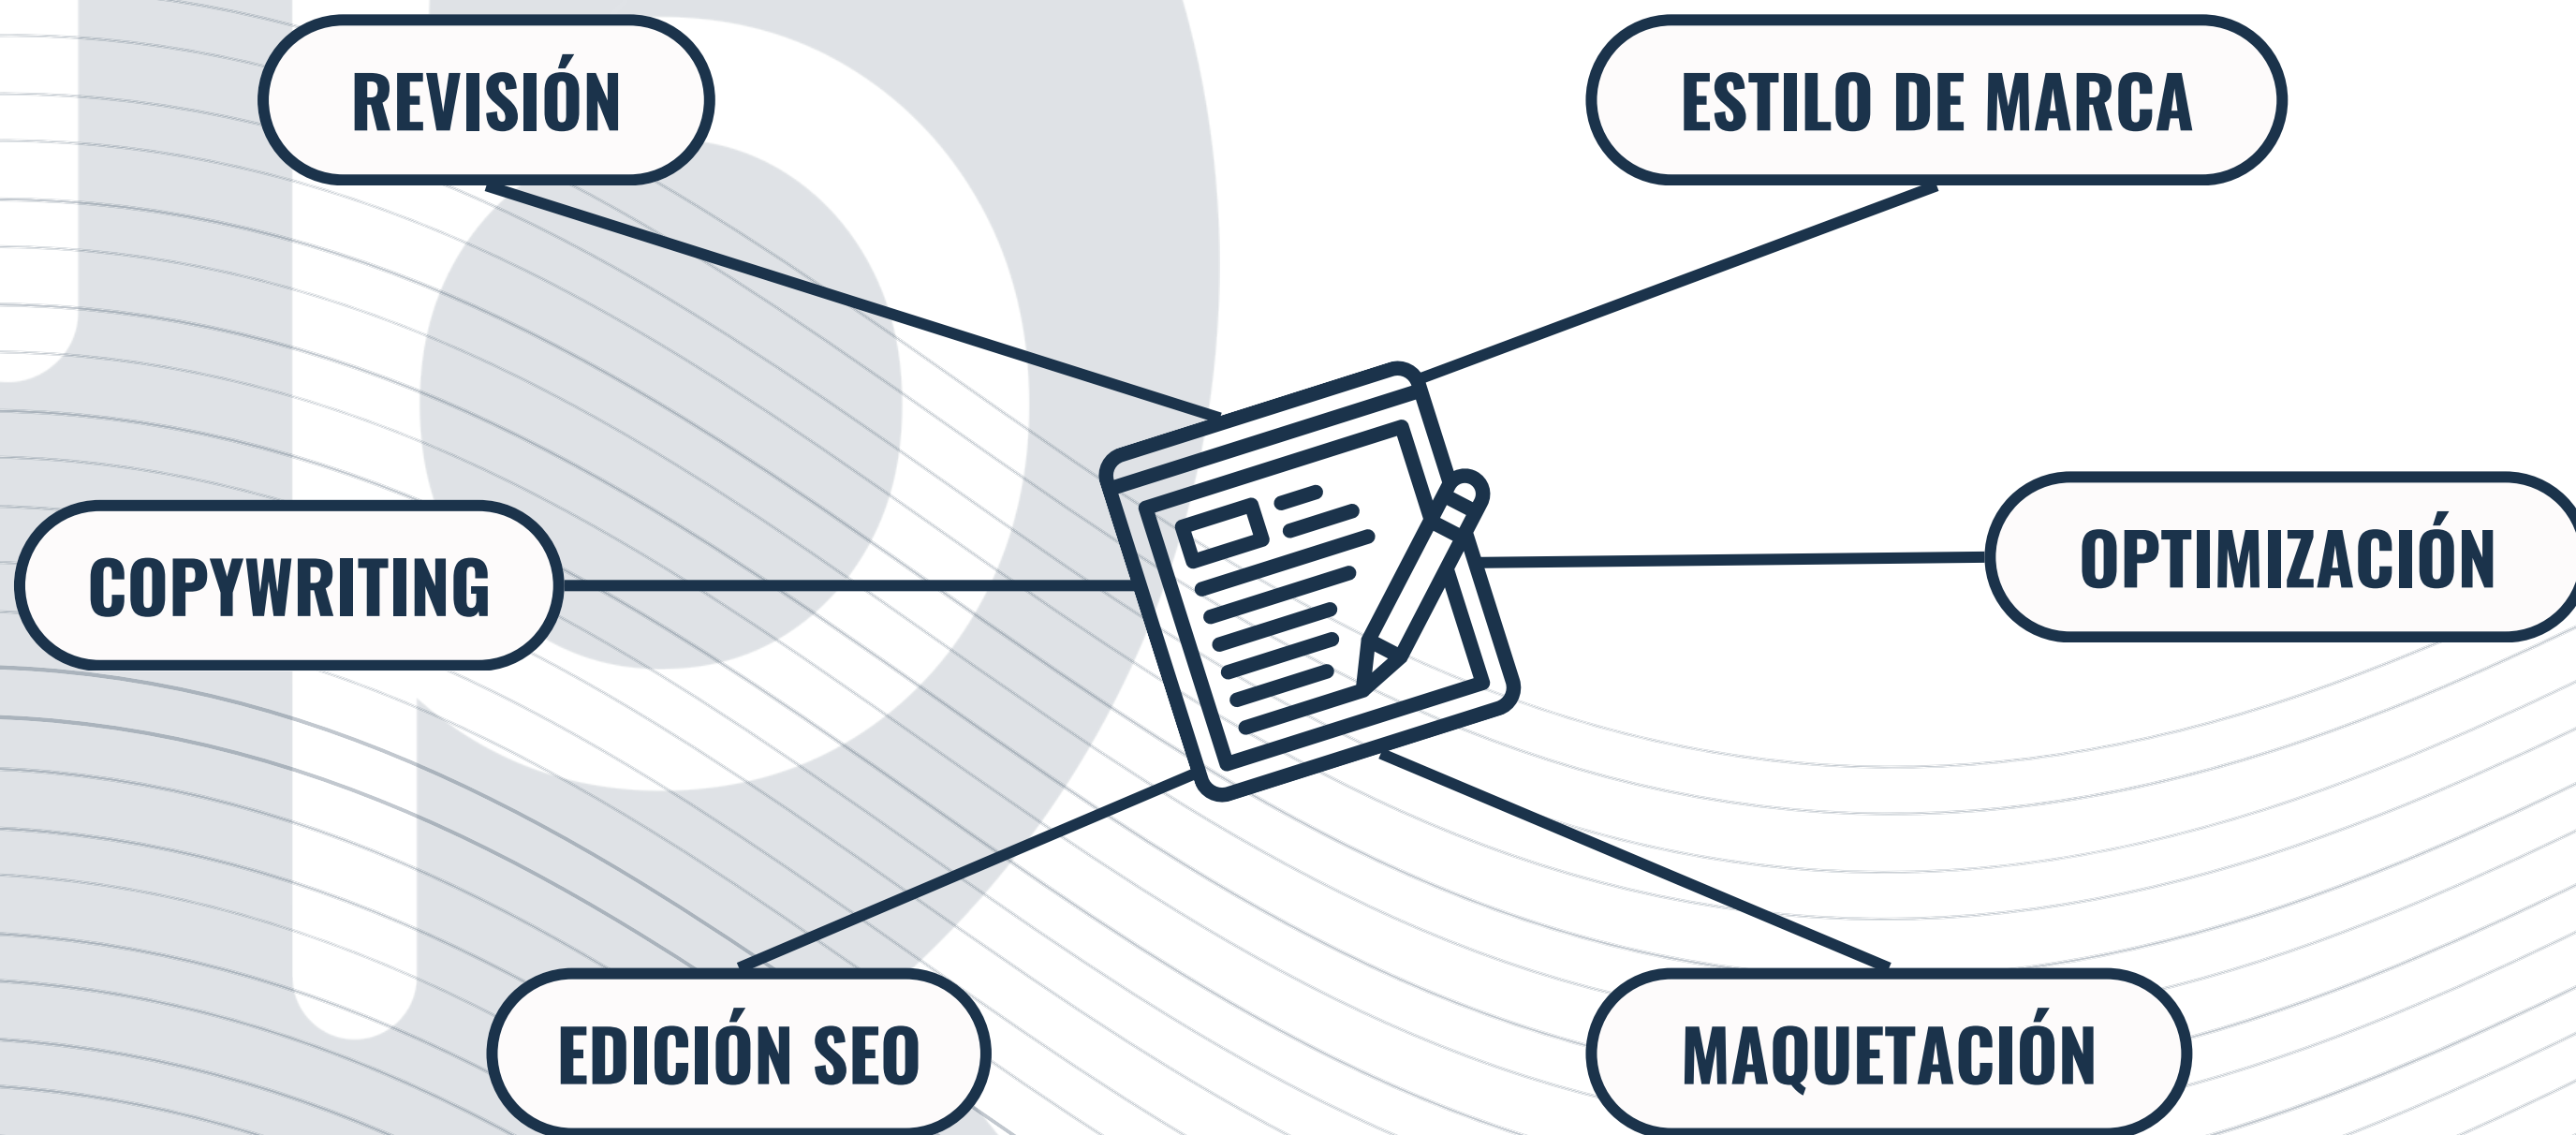 REVISIÓN
ESTILO DE MARCA
COPYWRITING
OPTIMIZACIÓN
EDICIÓN SEO
MAQUETACIÓN